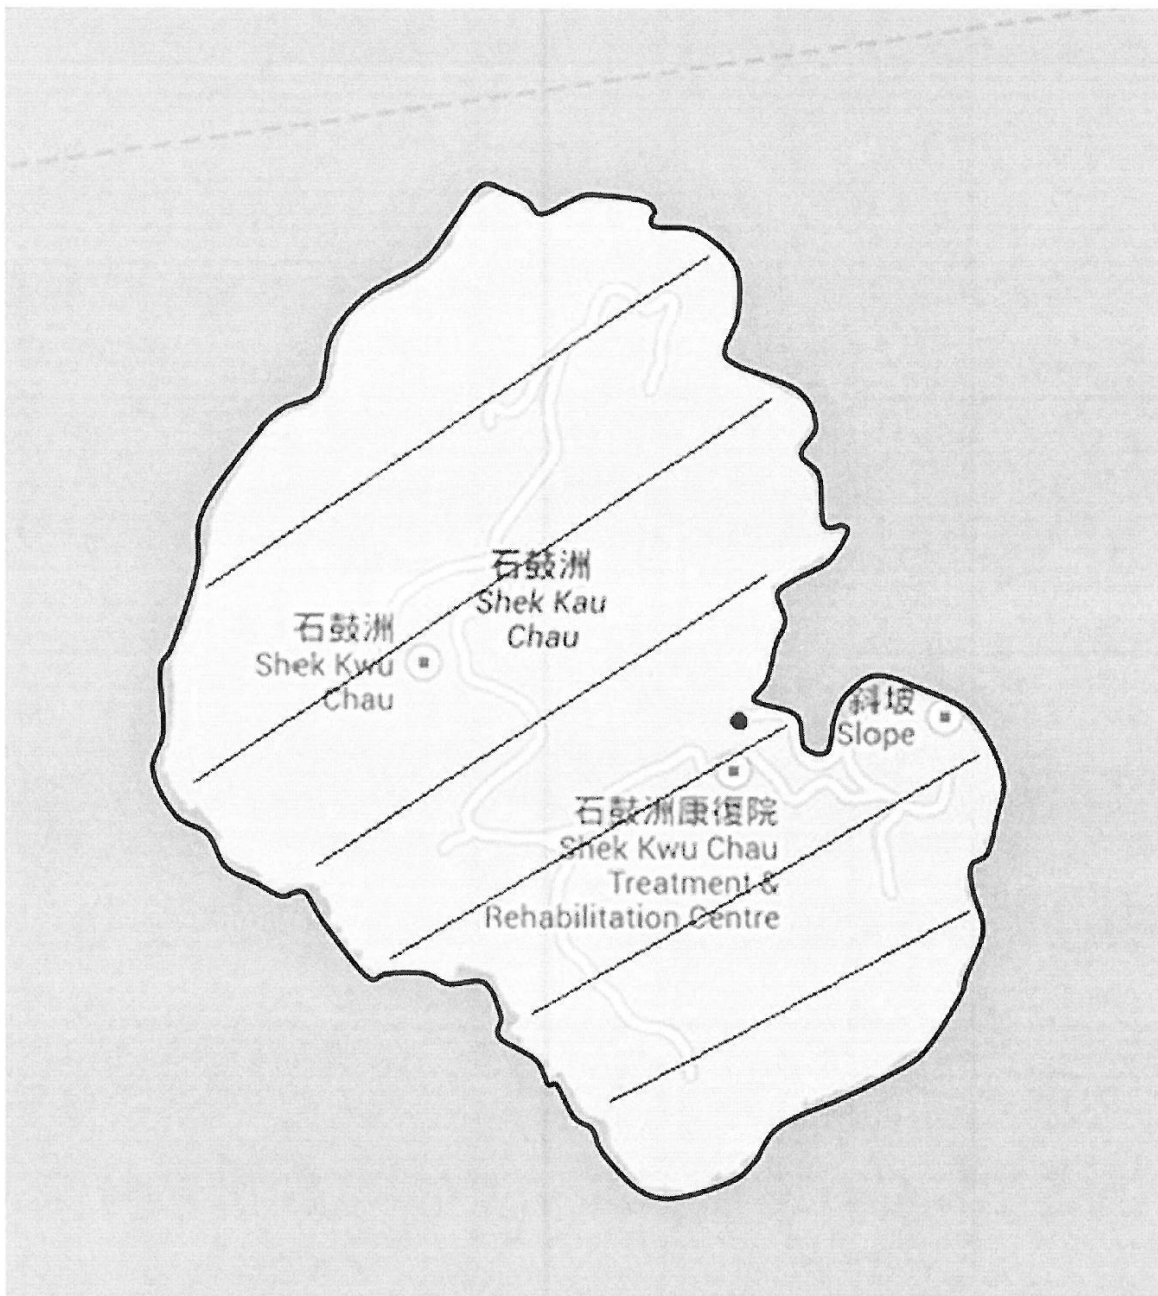 石鼓洲
Shek Kau
Chau
石鼓洲
Shek Kwu
Chau
斜坡
Slope
石鼓洲康復院
Shek Kwu Chau
Treatment &
Rehabilitation Centre